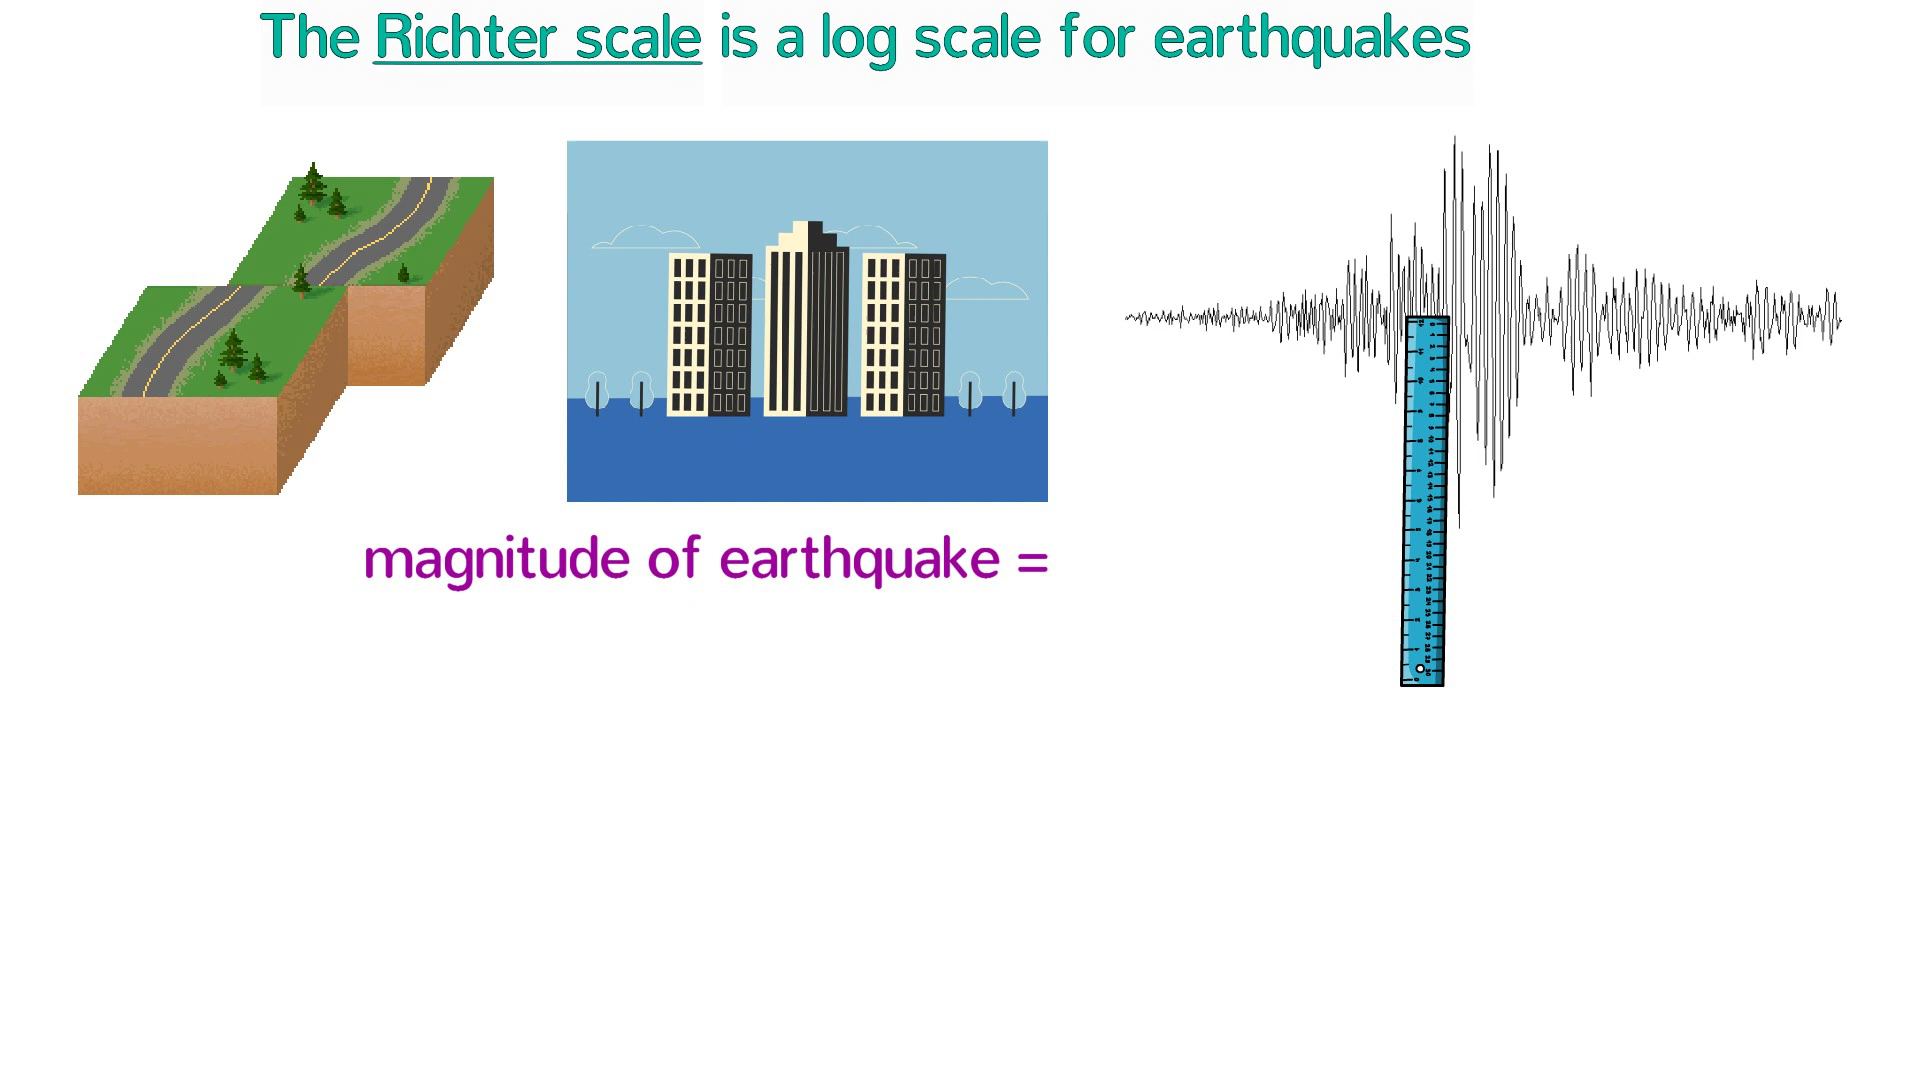 The Richter scale is a log scale for earthquakes
magnitude of earthquake =